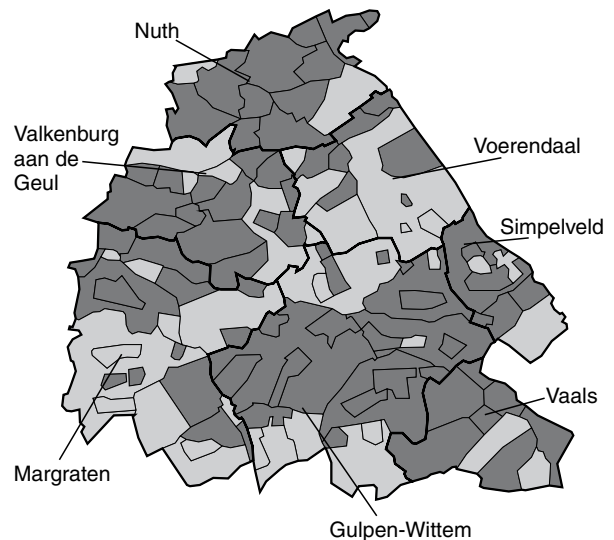 Nuth
Valkenburg
aan de
Geul
Voerendaal
Simpelveld
Vaals
Margraten
Gulpen-Wittem